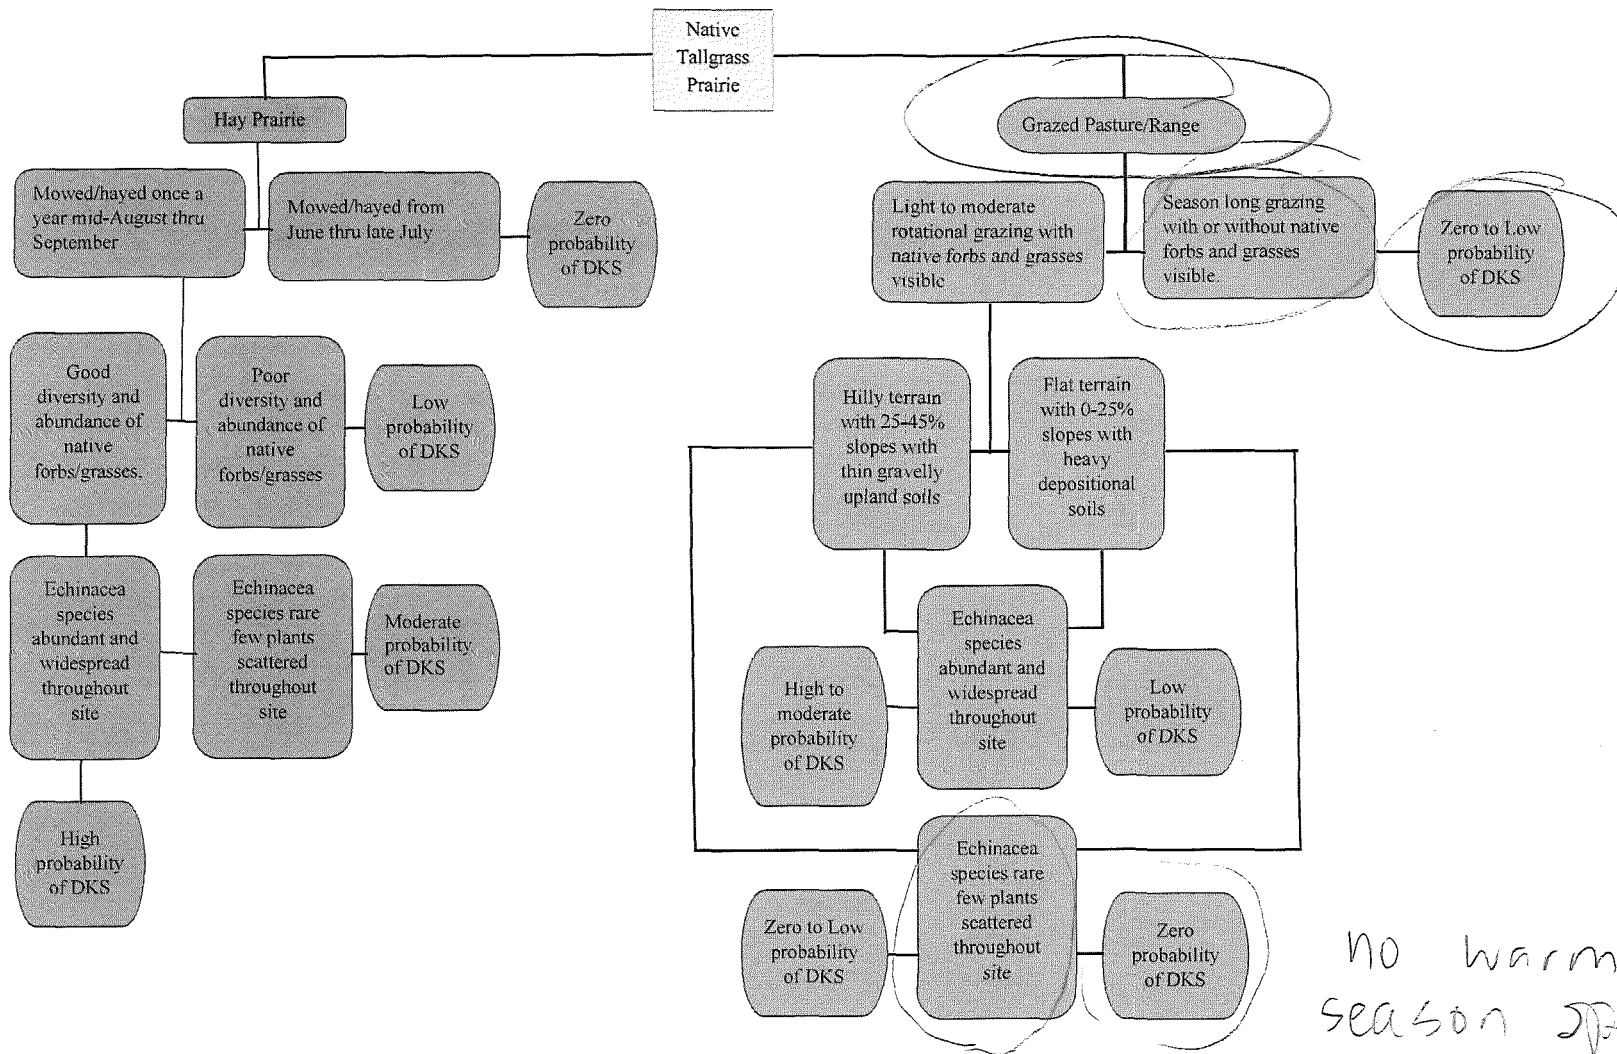 Native
Tallgrass
Prairie
Hay Prairie
Grazed Pasture/Range
Mowed/hayed once a
year mid-August thru
September
Mowed/hayed from
June thru late July
Zero
probability
of DKS
Light to moderate
rotational grazing with
native forbs and grasses
visible
Season long grazing
with or without native
forbs and grasses
visible.
Zero to Low
probability
of DKS
Good
diversity and
abundance of
native
forbs/grasses.
Poor
diversity and
abundance of
native
forbs/grasses
Low
probability
of DKS
Hilly terrain
with 25-45%
slopes with
thin gravelly
upland soils
Flat terrain
with 0-25%
slopes with
heavy
depositional
soils
Echinacea
species
abundant and
widespread
throughout
site
Echinacea
species rare
few plants
scattered
throughout
site
Moderate
probability
of DKS
High
probability
of DKS
Echinacea
species
abundant and
widespread
throughout
site
High to
moderate
probability
of DKS
Low
probability
of DKS
Echinacea
species rare
few plants
scattered
throughout
site
Zero to Low
probability
of DKS
Zero
probability
of DKS
no warm
season